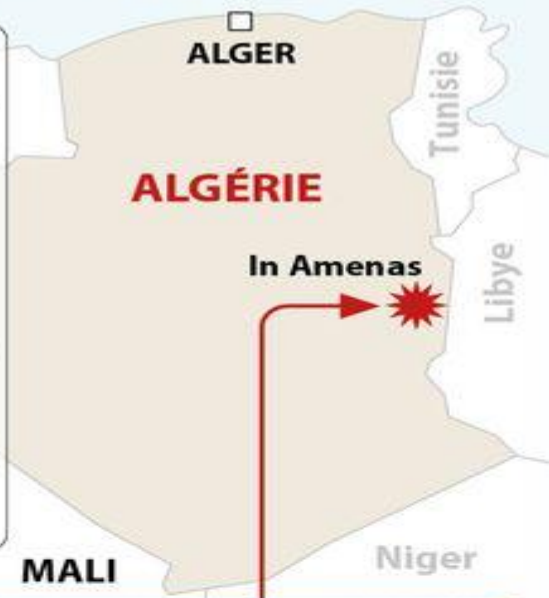 ALGER
Tunisie
ALGÉRIE
In Amenas
Libye
Niger
MALI